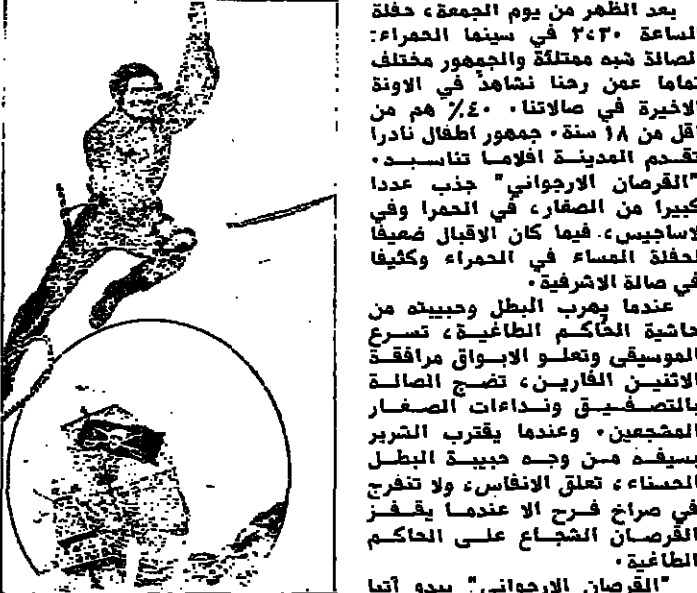 بعد الظهر من يوم الجمعة، حفلة
الساعة ٢،٣٠ في سينما الحمراء:
الصالة شبه ممتلئة والجمهور مختلف
تماما عمن رحنا نشاهد في الاونة
الاخيرة في صالاتنا. ٤٠٪ هم من
اقل من ١٨ سنة. جمهور اطفال نادرا
تقدم المدينة افلاما تناسبه.
"القرصان الارجواني" جذب عددا
كبيرا من الصغار، في الحمرا وفي
لاساجيس، فيما كان الاقبال ضعيفا
لحفلة المساء في الحمراء وكثيفا
في صالة الاشرفية.
عندما يهرب البطل وحبيبته من
حاشية الحاكم الطاغية، تسرع
الموسيقى وتعلو الابواق مرافقة
الاثنين الفارين، تضج الصالة
بالتصفيق ونداءات الصغار
المشجعين. وعندما يقترب الشرير
بسيفه من وجه حبيبة البطل
الحسناء، تعلق الانفاس، ولا تنفرج
في صراخ فرح الا عندما يقفز
القرصان الشجاع على الحاكم
الطاغية.
"القرصان الارجواني" يبدو آتيا